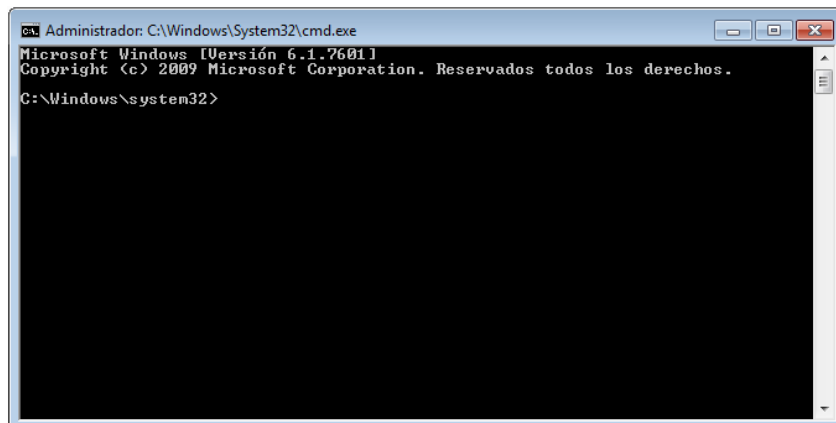 Administrador: C:\Windows\System32\cmd.exe
Microsoft Windows [Versión 6.1.7601]
Copyright (c) 2009 Microsoft Corporation. Reservados todos los derechos.
C:\Windows\system32>